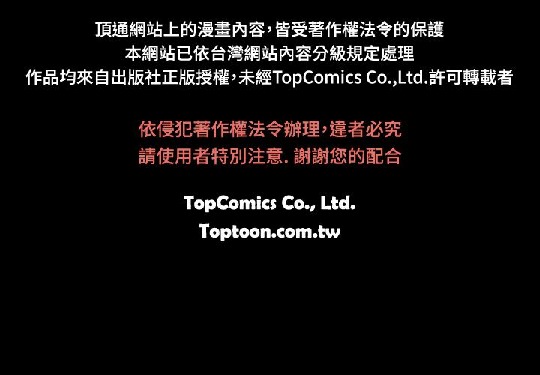 頂通網站上的漫畫內容，皆受著作權法令的保護
本網站已依台灣網站內容分級規定處理
作品均來自出版社正版授權，未經TopComics Co.,Ltd.許可轉載者
依侵犯著作權法令辦理，違者必究
請使用者特別注意. 謝謝您的配合
TopComics Co., Ltd.
Toptoon.com.tw